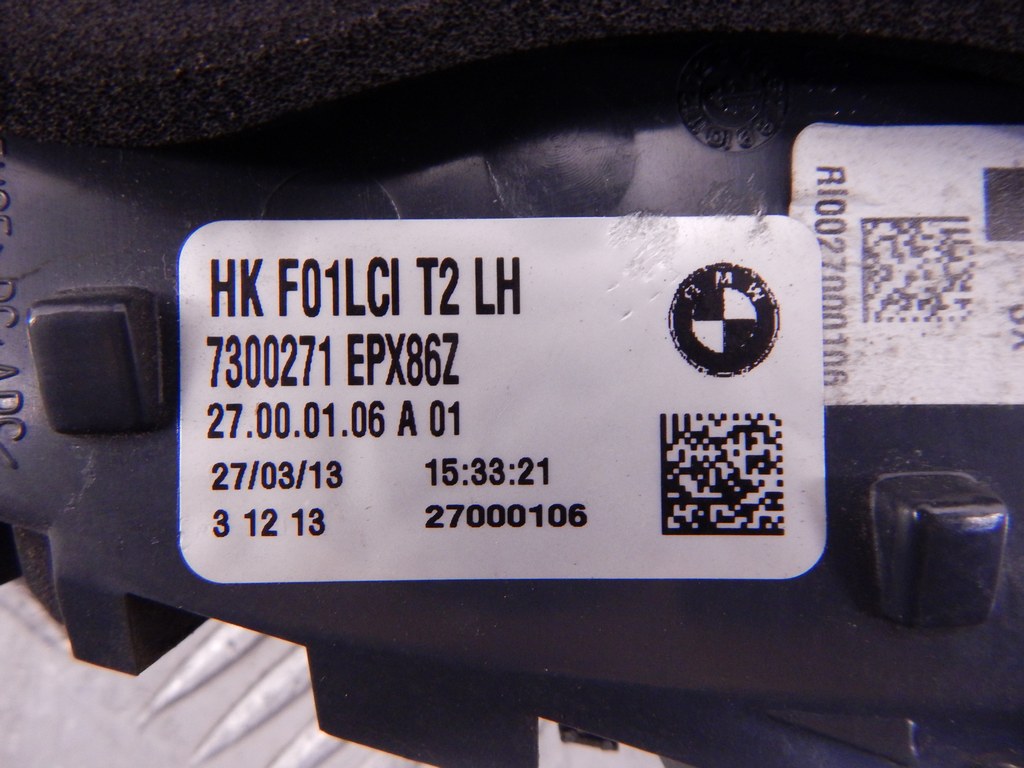 HK F01LCI T2 LH
7300271 EPX86Z
27.00.01.06 A 01
27/03/13 15:33:21
3 12 13 27000106
BMW
RI0027000106